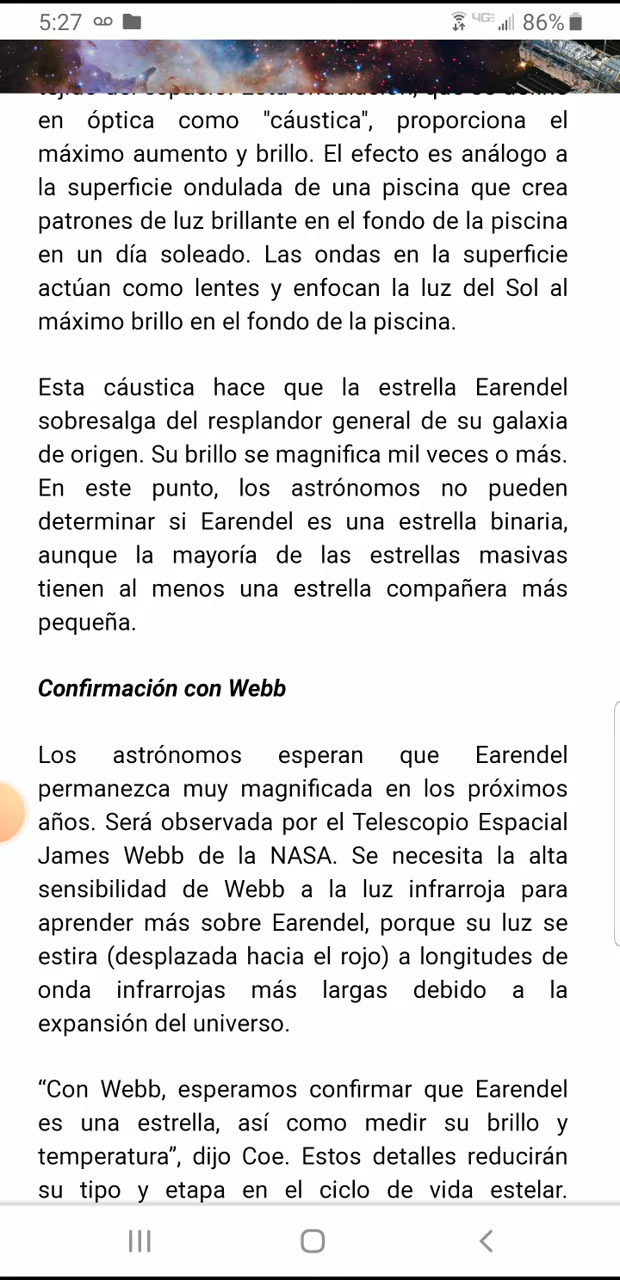 5:27
4GE 86%
en óptica como "cáustica", proporciona el
máximo aumento y brillo. El efecto es análogo a
la superficie ondulada de una piscina que crea
patrones de luz brillante en el fondo de la piscina
en un día soleado. Las ondas en la superficie
actúan como lentes y enfocan la luz del Sol al
máximo brillo en el fondo de la piscina.
Esta cáustica hace que la estrella Earendel
sobresalga del resplandor general de su galaxia
de origen. Su brillo se magnifica mil veces o más.
En este punto, los astrónomos no pueden
determinar si Earendel es una estrella binaria,
aunque la mayoría de las estrellas masivas
tienen al menos una estrella compañera más
pequeña.
Confirmación con Webb
Los astrónomos esperan que Earendel
permanezca muy magnificada en los próximos
años. Será observada por el Telescopio Espacial
James Webb de la NASA. Se necesita la alta
sensibilidad de Webb a la luz infrarroja para
aprender más sobre Earendel, porque su luz se
estira (desplazada hacia el rojo) a longitudes de
onda infrarrojas más largas debido a la
expansión del universo.
“Con Webb, esperamos confirmar que Earendel
es una estrella, así como medir su brillo y
temperatura”, dijo Coe. Estos detalles reducirán
su tipo y etapa en el ciclo de vida estelar.